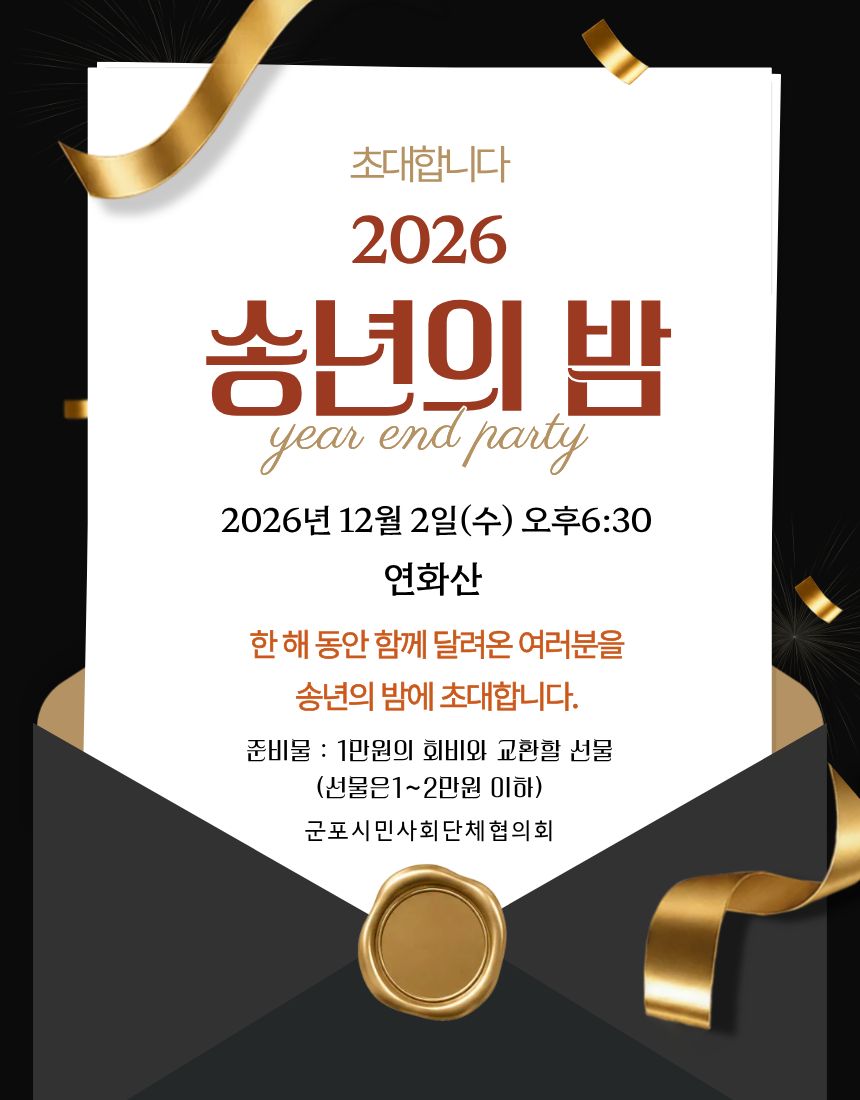 초대합니다
2026
송년의 밤
year end party
2026년 12월 2일(수) 오후6:30
연화산
한 해 동안 함께 달려온 여러분을
송년의 밤에 초대합니다.
준비물 : 1만원의 회비와 교환할 선물
(선물은1~2만원 이하)
군포시민사회단체협의회